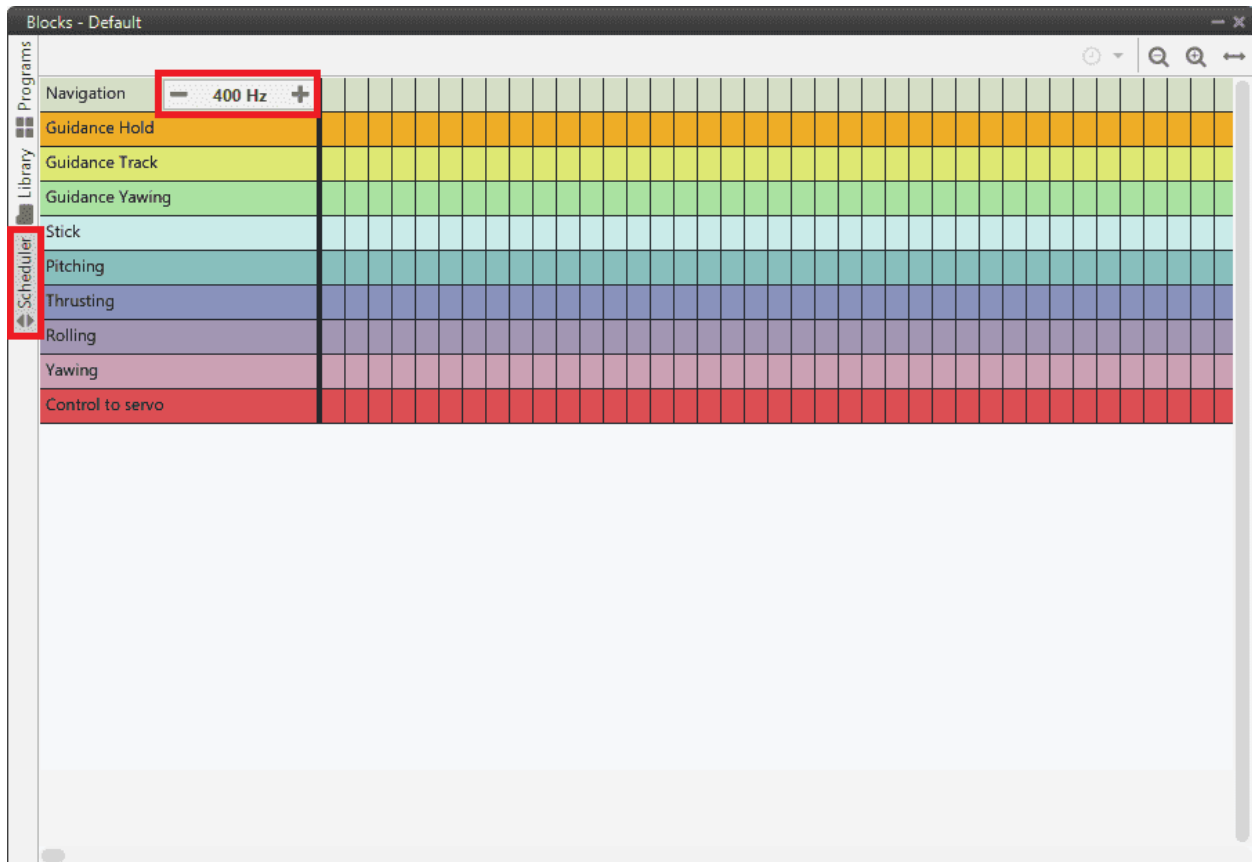 Blocks - Default
Programs
Library
Scheduler
Navigation
400 Hz
Guidance Hold
Guidance Track
Guidance Yawing
Stick
Pitching
Thrusting
Rolling
Yawing
Control to servo